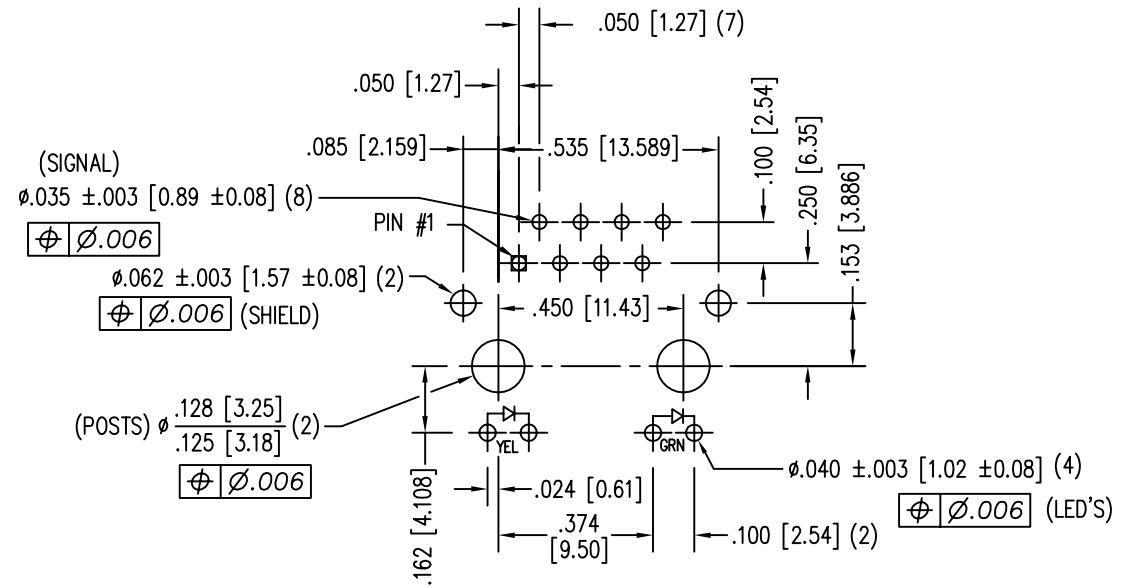 .050 [1.27] (7)
.050 [1.27]
.085 [2.159]
.535 [13.589]
.100 [2.54]
.250 [6.35]
.153 [3.886]
(SIGNAL)
ø.035 ±.003 [0.89 ±0.08] (8)
⌖ Ø.006
PIN #1
ø.062 ±.003 [1.57 ±0.08] (2)
⌖ Ø.006 (SHIELD)
.450 [11.43]
(POSTS) ø .128 [3.25]
.125 [3.18] (2)
⌖ Ø.006
YEL
GRN
ø.040 ±.003 [1.02 ±0.08] (4)
⌖ Ø.006 (LED'S)
.162 [4.108]
.024 [0.61]
.374
[9.50]
.100 [2.54] (2)